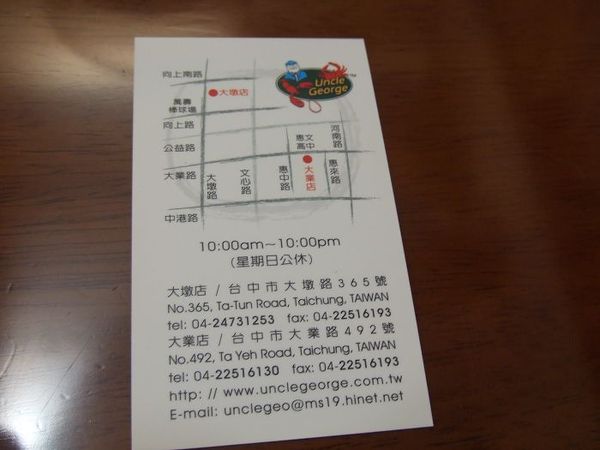 Uncle
George
TM
向上南路
大墩店
萬壽
棒球場
向上路
公益路
惠文
高中
河南路
大業路
大墩路
文心路
惠中路
大業店
惠來路
中港路
10:00am~10:00pm
(星期日公休)
大墩店 / 台中市大墩路365號
No.365, Ta-Tun Road, Taichung, TAIWAN
tel: 04-24731253 fax: 04-22516193
大業店 / 台中市大業路492號
No.492, Ta Yeh Road, Taichung, TAIWAN
tel: 04-22516130 fax: 04-22516193
http: // www.unclegeorge.com.tw
E-mail: unclegeo@ms19.hinet.net